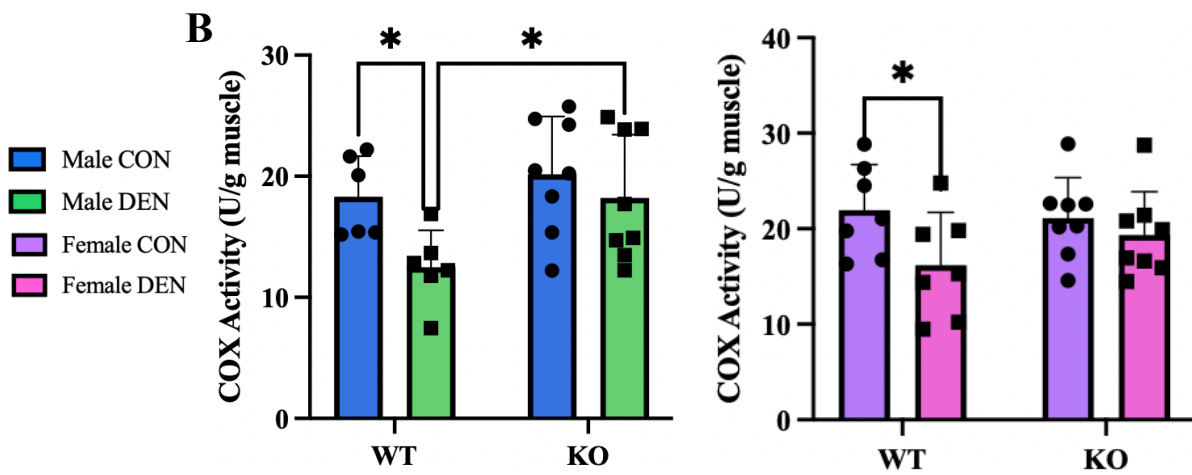 B
Male CON
Male DEN
Female CON
Female DEN
COX Activity (U/g muscle)
30
20
10
0
*
*
WT
KO
COX Activity (U/g muscle)
40
30
20
10
0
*
WT
KO